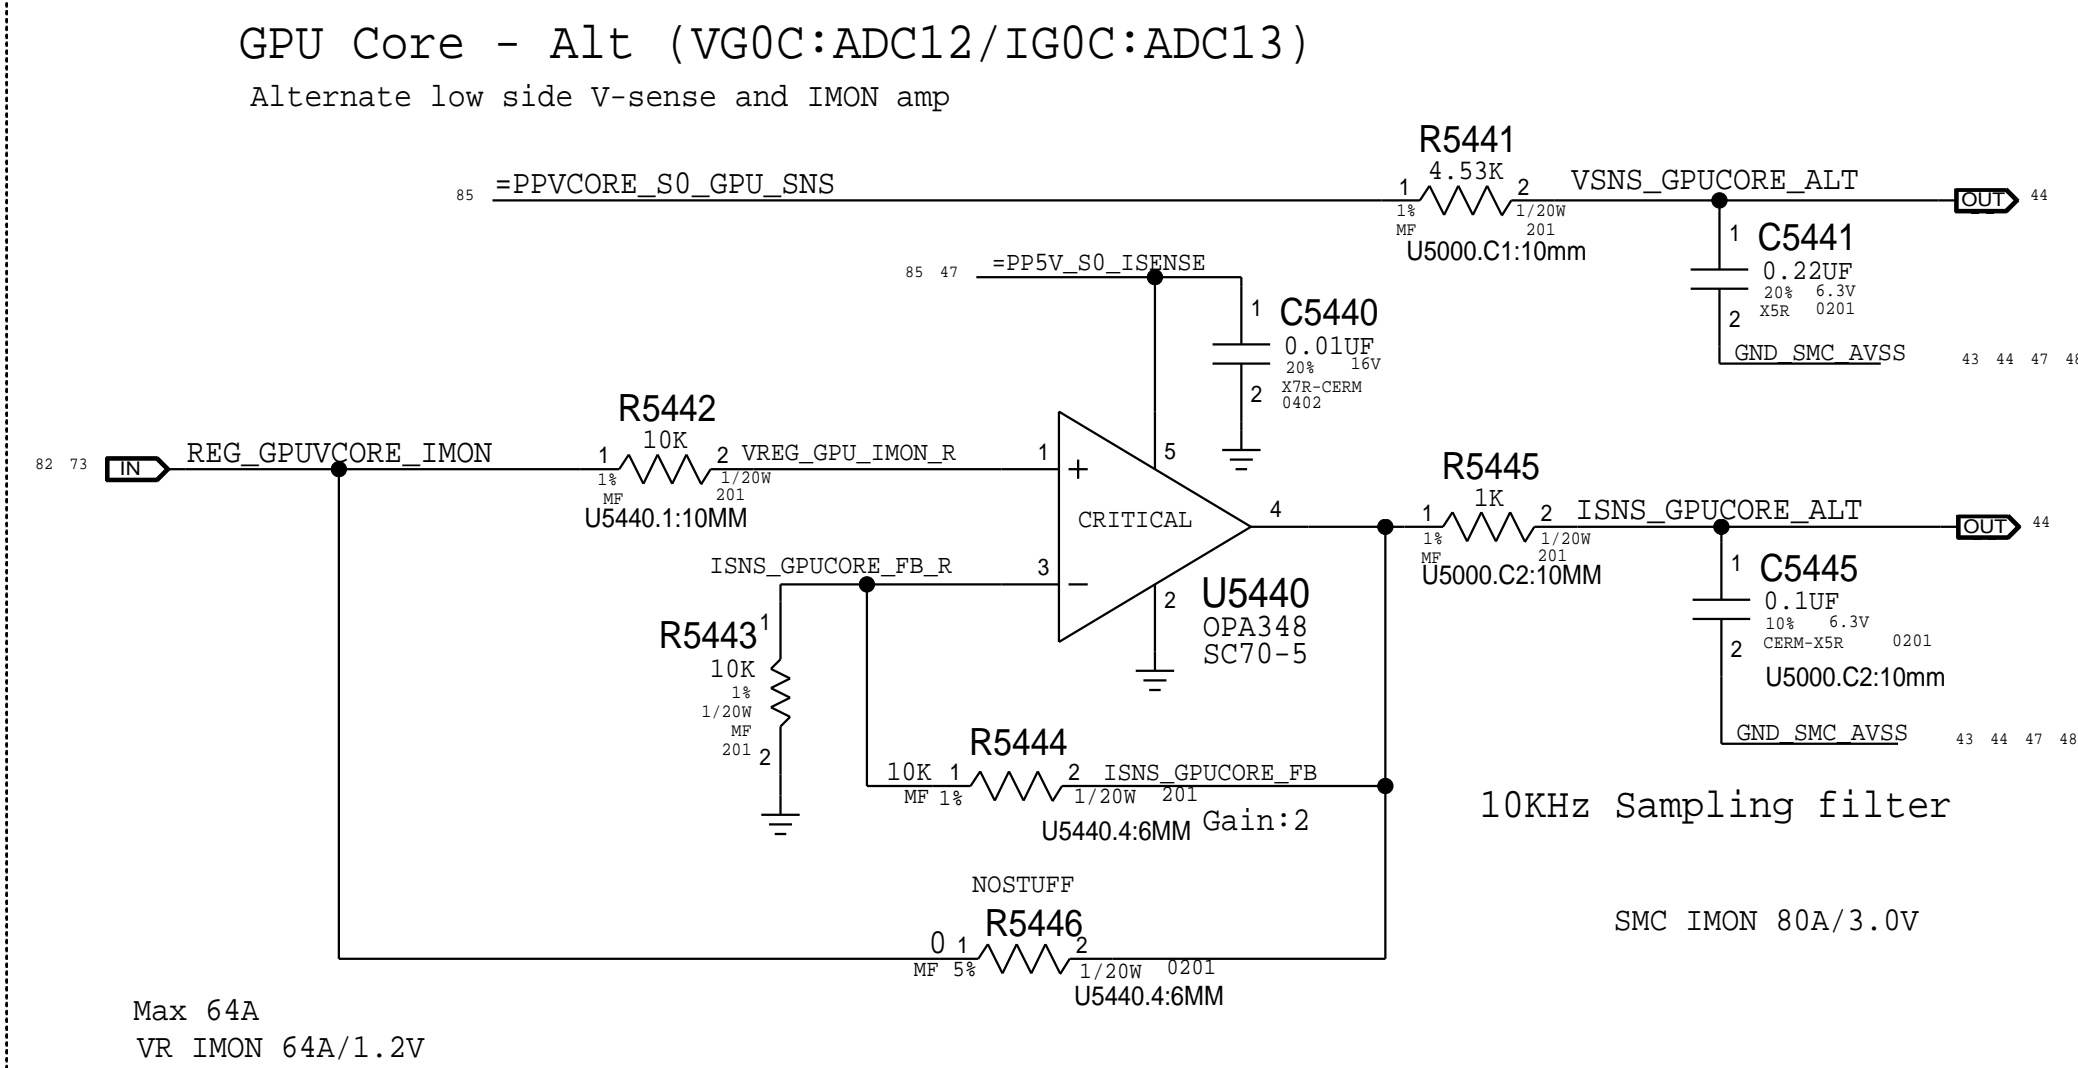 GPU Core - Alt (VG0C:ADC12/IG0C:ADC13)
Alternate low side V-sense and IMON amp
R5441
4.53K
85 =PPVCORE_S0_GPU_SNS
1 2
VSNS_GPUCORE_ALT
OUT 44
1% 1/20W
MF 201
U5000.C1:10mm
1 C5441
0.22UF
20% 6.3V
X5R 0201
2
GND_SMC_AVSS 43 44 47 48
85 47 =PP5V_S0_ISENSE
1 C5440
0.01UF
20% 16V
X7R-CERM
0402
2
R5442
10K
82 73 IN REG_GPUVCORE_IMON
1 2 VREG_GPU_IMON_R
1% 1/20W
MF 201
U5440.1:10MM
1 + 5
CRITICAL
4
3 − 2
U5440
OPA348
SC70-5
R5445
1K
1 2 ISNS_GPUCORE_ALT
OUT 44
1% 1/20W
MF 201
U5000.C2:10MM
1 C5445
0.1UF
10% 6.3V
CERM-X5R 0201
2
U5000.C2:10mm
GND_SMC_AVSS 43 44 47 48
ISNS_GPUCORE_FB_R
R5443 1
10K
1%
1/20W
MF
201 2
R5444
10K 1 2 ISNS_GPUCORE_FB
MF 1% 1/20W 201
U5440.4:6MM Gain:2
10KHz Sampling filter
NOSTUFF
R5446
0 1 2
MF 5% 1/20W 0201
U5440.4:6MM
SMC IMON 80A/3.0V
Max 64A
VR IMON 64A/1.2V